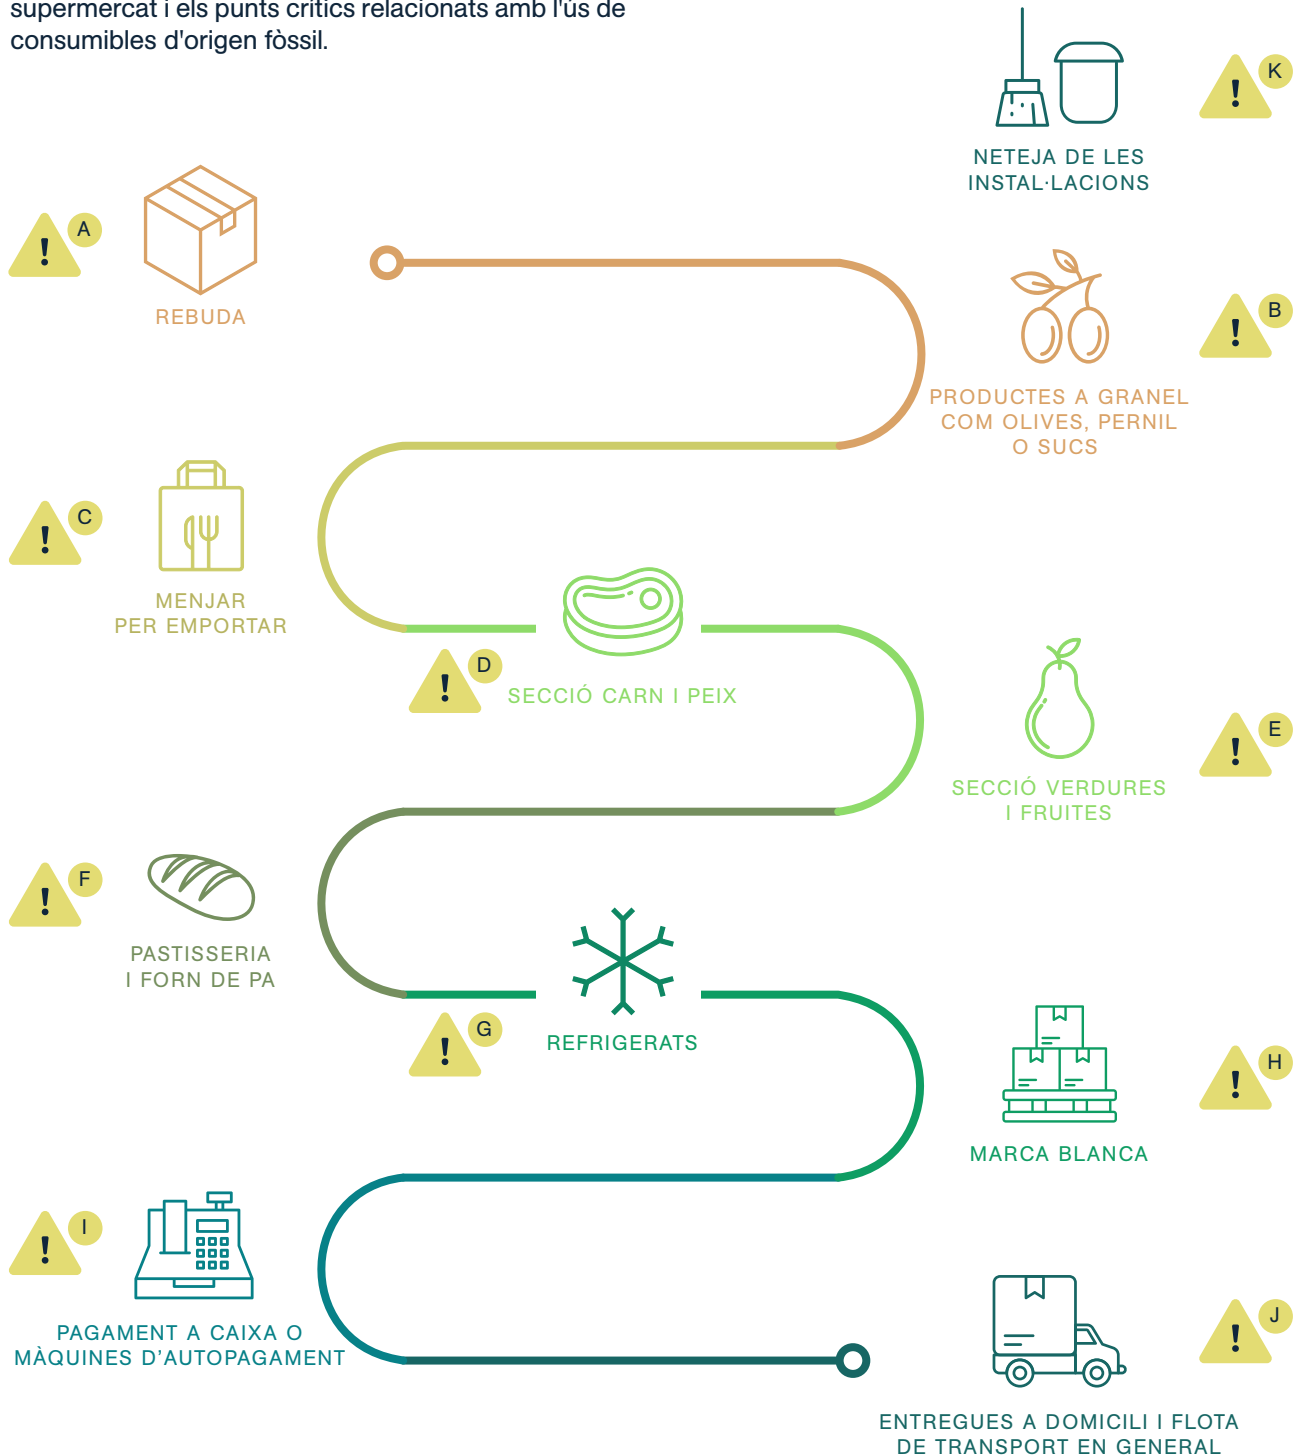 supermercat i els punts crítics relacionats amb l'ús de
consumibles d'origen fòssil.
K
!
NETEJA DE LES
INSTAL·LACIONS
A
!
REBUDA
B
!
PRODUCTES A GRANEL
COM OLIVES, PERNIL
O SUCS
C
!
MENJAR
PER EMPORTAR
D
!
SECCIÓ CARN I PEIX
E
!
SECCIÓ VERDURES
I FRUITES
F
!
PASTISSERIA
I FORN DE PA
G
!
REFRIGERATS
H
!
MARCA BLANCA
I
!
PAGAMENT A CAIXA O
MÀQUINES D'AUTOPAGAMENT
J
!
ENTREGUES A DOMICILI I FLOTA
DE TRANSPORT EN GENERAL